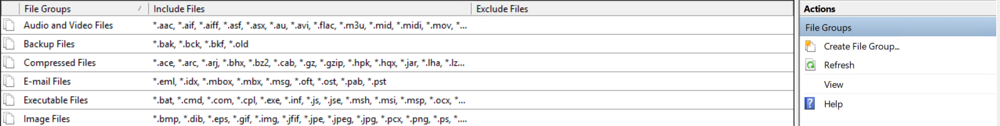 File Groups / Include Files Exclude Files
Audio and Video Files *.aac, *.aif, *.aiff, *.asf, *.asx, *.au, *.avi, *.flac, *.m3u, *.mid, *.midi, *.mov, *...
Backup Files *.bak, *.bck, *.bkf, *.old
Compressed Files *.ace, *.arc, *.arj, *.bhx, *.bz2, *.cab, *.gz, *.gzip, *.hpk, *.hqx, *.jar, *.lha, *.lz...
E-mail Files *.eml, *.idx, *.mbox, *.mbx, *.msg, *.oft, *.ost, *.pab, *.pst
Executable Files *.bat, *.cmd, *.com, *.cpl, *.exe, *.inf, *.js, *.jse, *.msh, *.msi, *.msp, *.ocx, *...
Image Files *.bmp, *.dib, *.eps, *.gif, *.img, *.jfif, *.jpe, *.jpeg, *.jpg, *.pcx, *.png, *.ps, *....
Actions
File Groups
Create File Group...
Refresh
View
Help